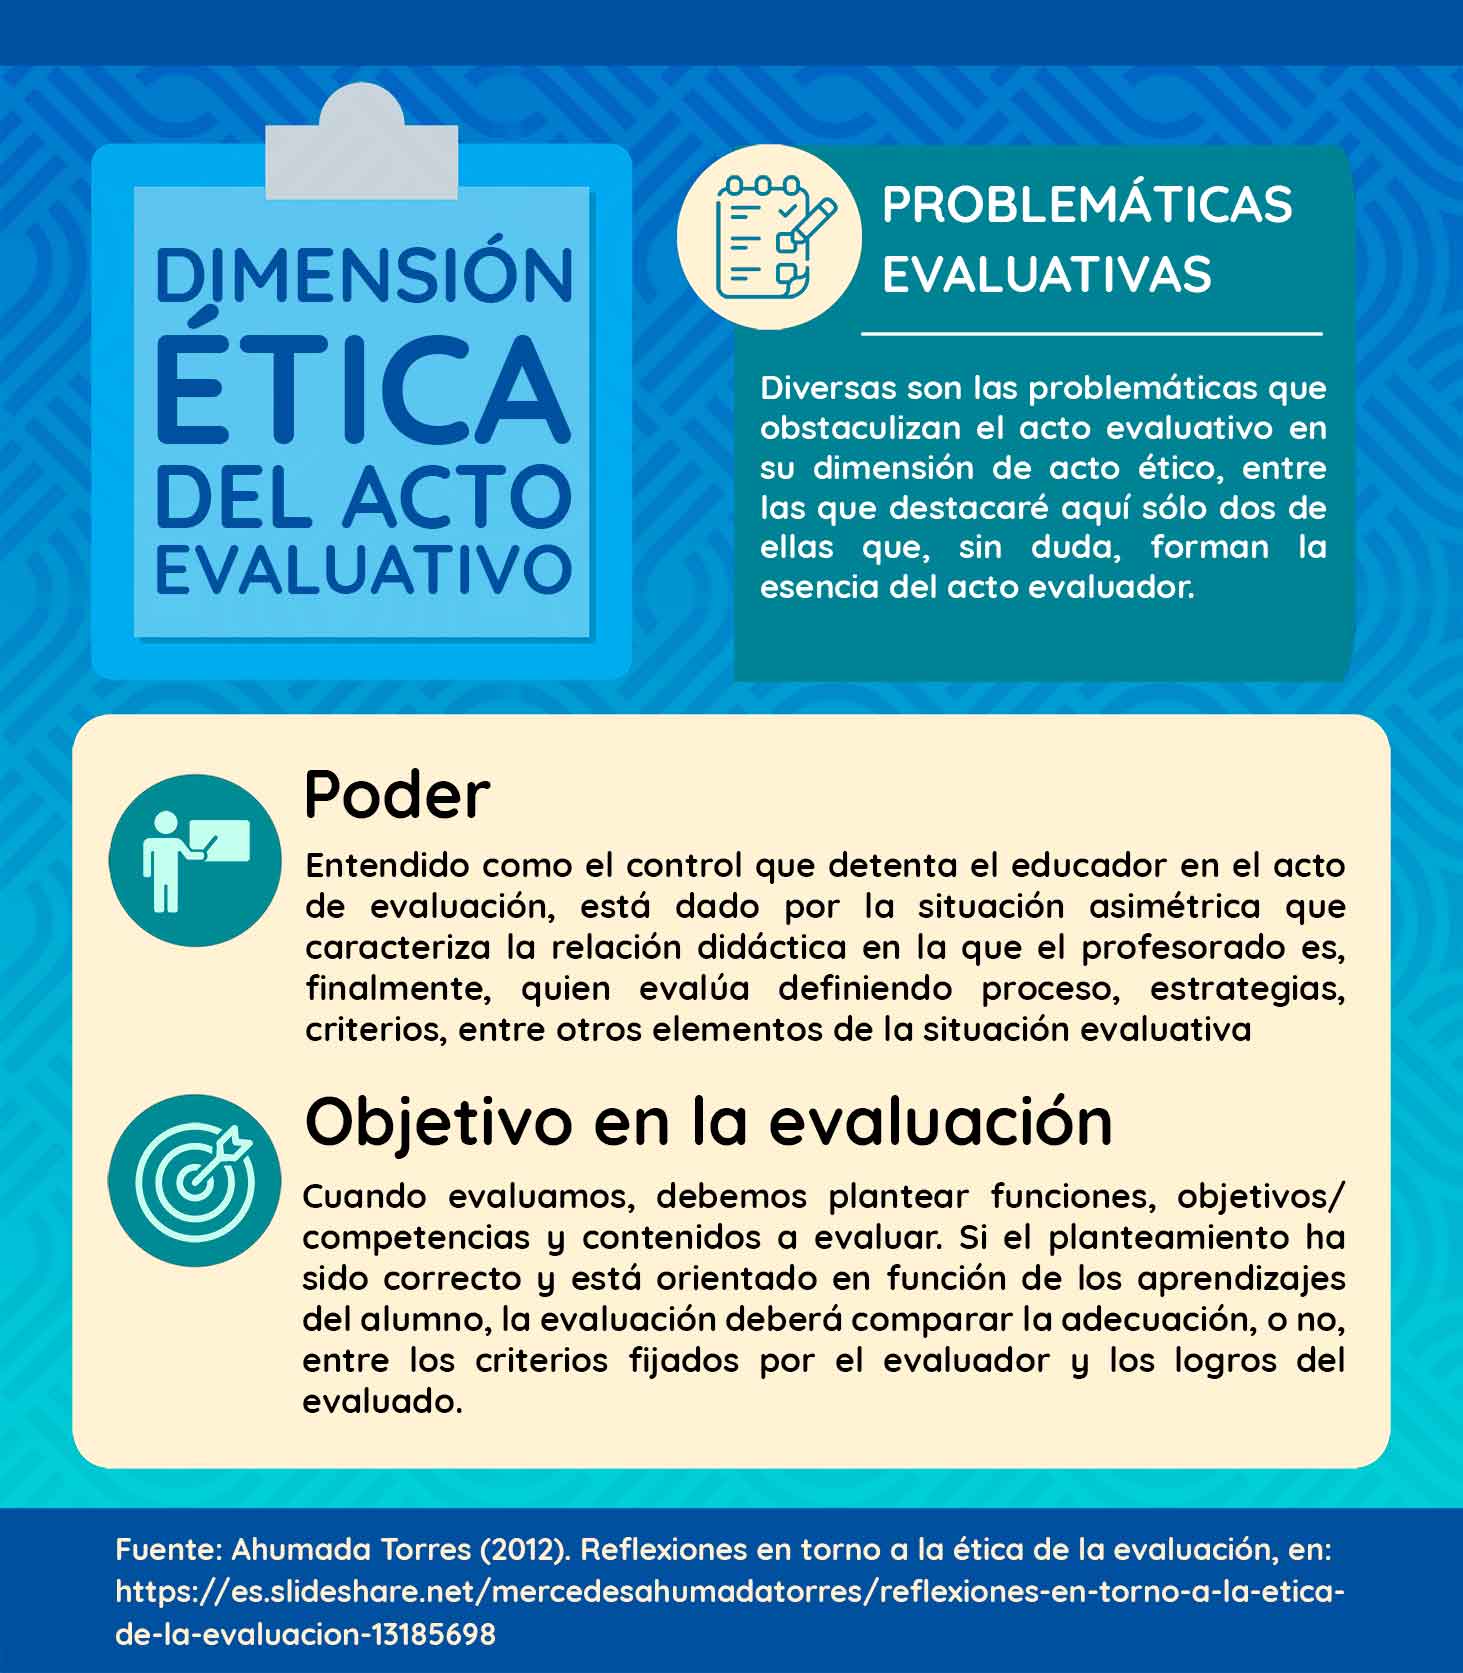 DIMENSIÓN
ÉTICA
DEL ACTO
EVALUATIVO
PROBLEMÁTICAS
EVALUATIVAS
Diversas son las problemáticas que
obstaculizan el acto evaluativo en
su dimensión de acto ético, entre
las que destacaré aquí sólo dos de
ellas que, sin duda, forman la
esencia del acto evaluador.
Poder
Entendido como el control que detenta el educador en el acto
de evaluación, está dado por la situación asimétrica que
caracteriza la relación didáctica en la que el profesorado es,
finalmente, quien evalúa definiendo proceso, estrategias,
criterios, entre otros elementos de la situación evaluativa
Objetivo en la evaluación
Cuando evaluamos, debemos plantear funciones, objetivos/
competencias y contenidos a evaluar. Si el planteamiento ha
sido correcto y está orientado en función de los aprendizajes
del alumno, la evaluación deberá comparar la adecuación, o no,
entre los criterios fijados por el evaluador y los logros del
evaluado.
Fuente: Ahumada Torres (2012). Reflexiones en torno a la ética de la evaluación, en:
https://es.slideshare.net/mercedesahumadatorres/reflexiones-en-torno-a-la-etica-
de-la-evaluacion-13185698